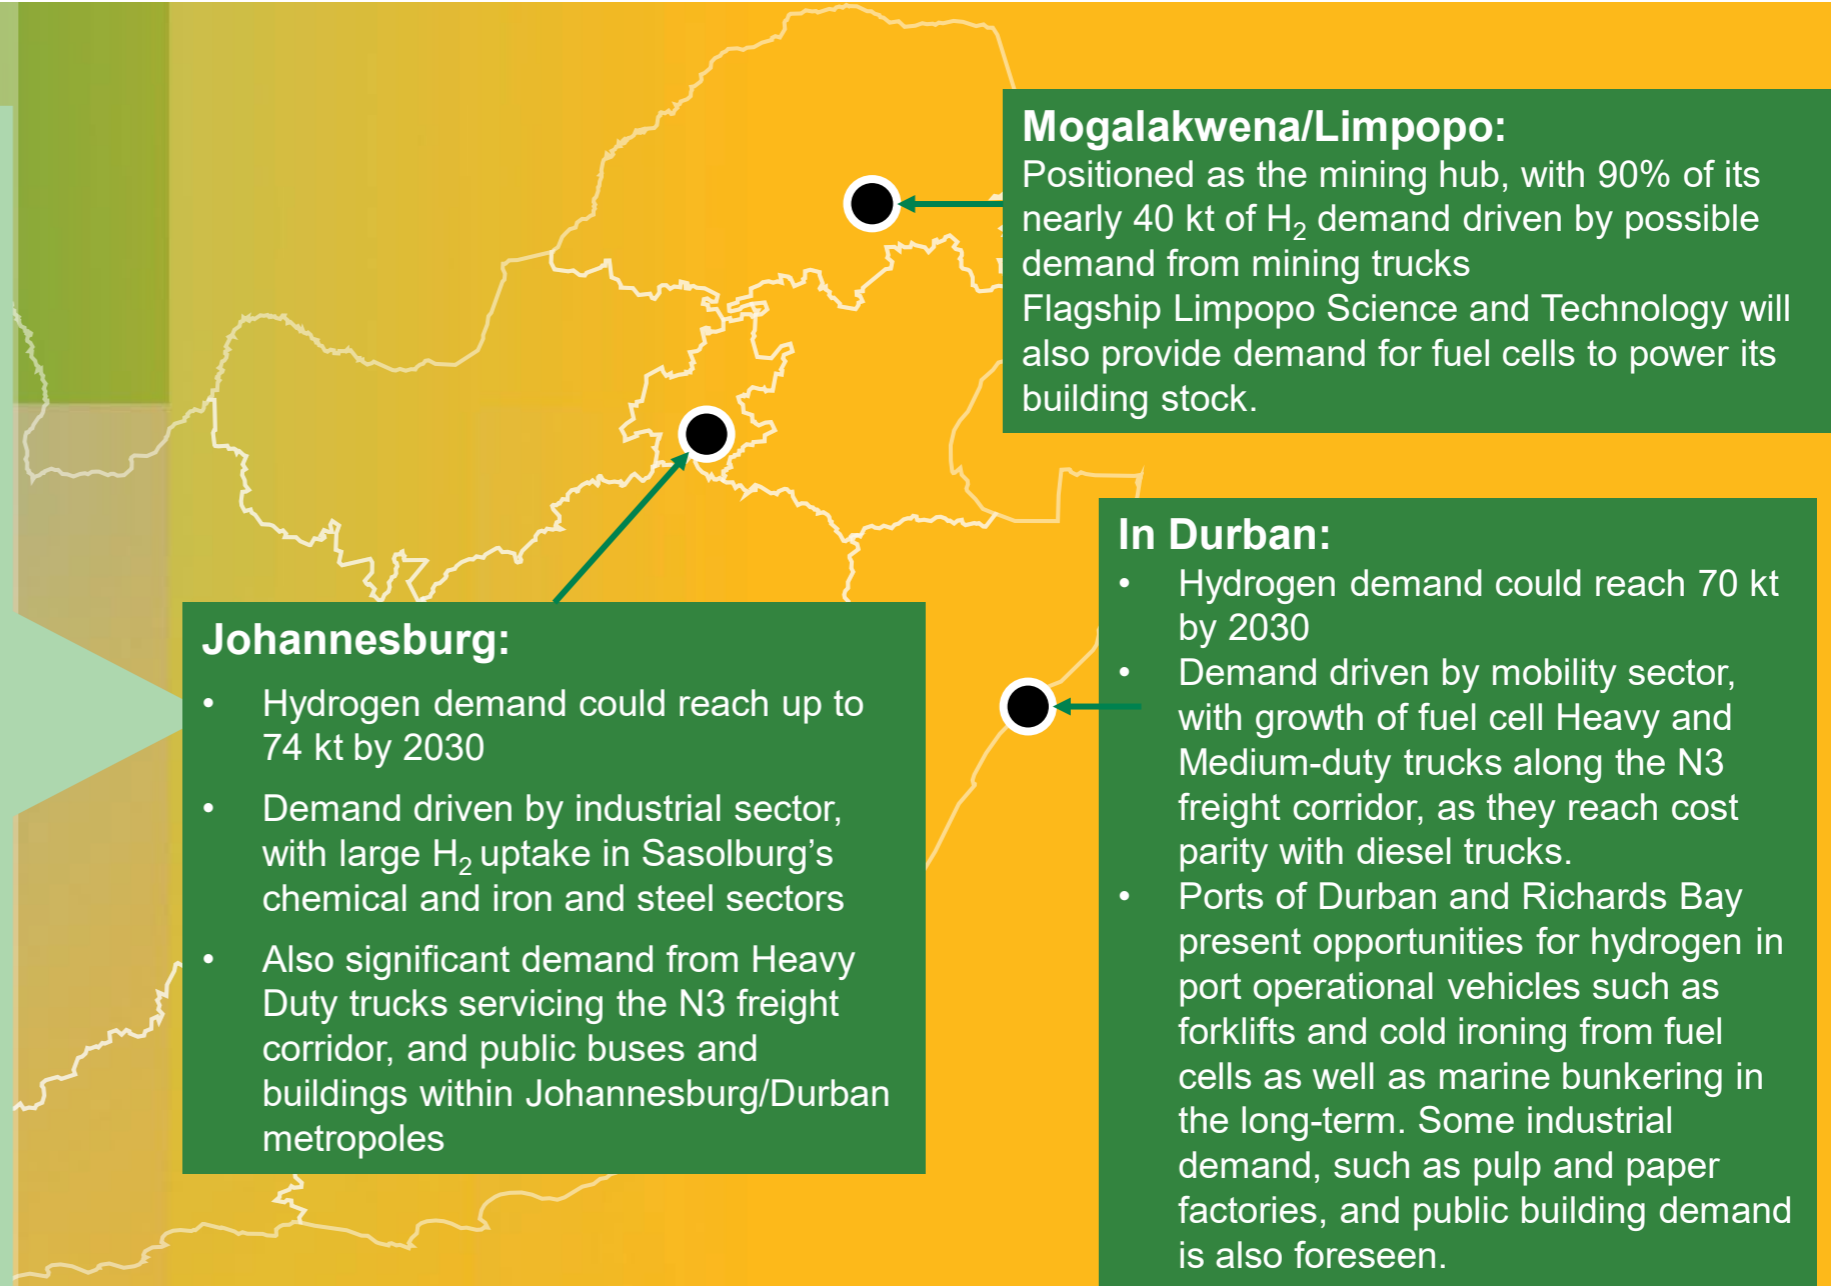 Mogalakwena/Limpopo:
Positioned as the mining hub, with 90% of its
nearly 40 kt of H₂ demand driven by possible
demand from mining trucks
Flagship Limpopo Science and Technology will
also provide demand for fuel cells to power its
building stock.
Johannesburg:
• Hydrogen demand could reach up to
74 kt by 2030
• Demand driven by industrial sector,
with large H₂ uptake in Sasolburg’s
chemical and iron and steel sectors
• Also significant demand from Heavy
Duty trucks servicing the N3 freight
corridor, and public buses and
buildings within Johannesburg/Durban
metropoles
In Durban:
• Hydrogen demand could reach 70 kt
by 2030
• Demand driven by mobility sector,
with growth of fuel cell Heavy and
Medium-duty trucks along the N3
freight corridor, as they reach cost
parity with diesel trucks.
• Ports of Durban and Richards Bay
present opportunities for hydrogen in
port operational vehicles such as
forklifts and cold ironing from fuel
cells as well as marine bunkering in
the long-term. Some industrial
demand, such as pulp and paper
factories, and public building demand
is also foreseen.